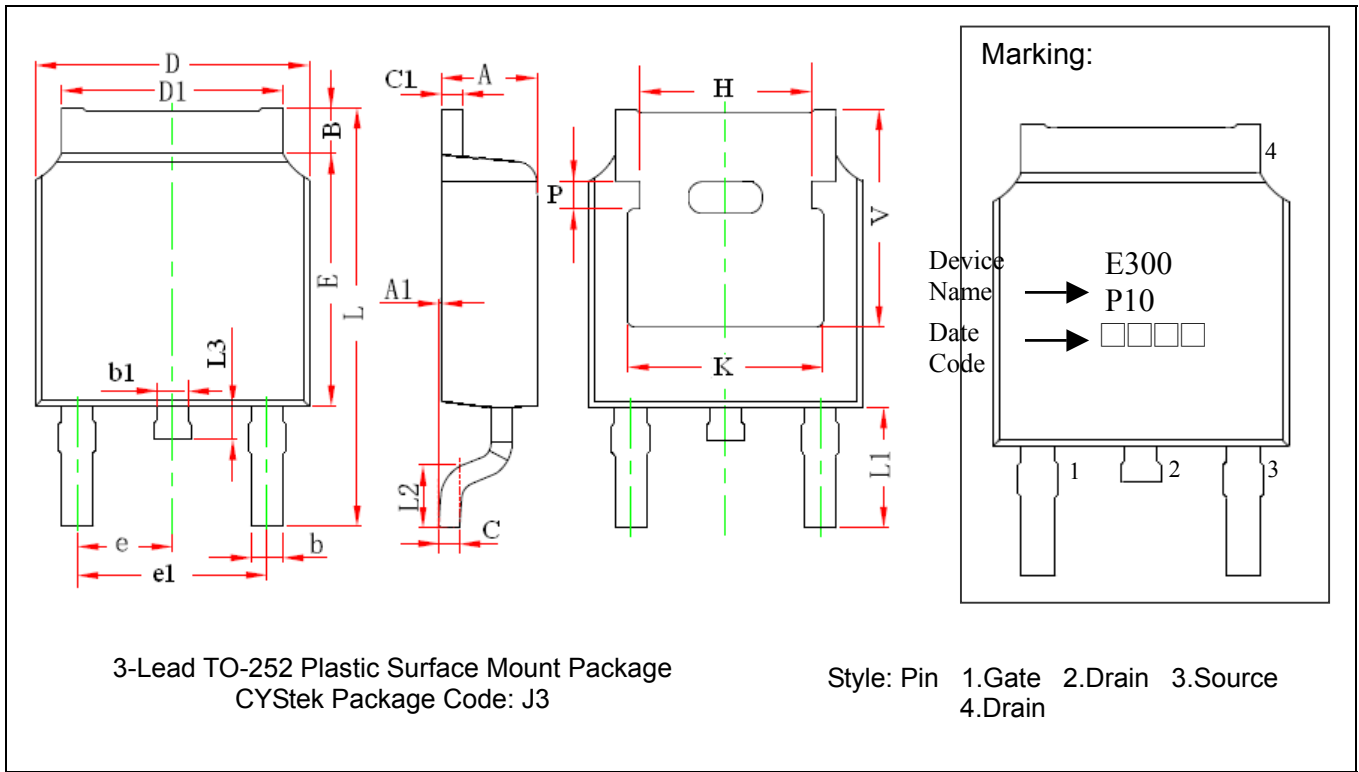 D
D1
B
E
L
L3
b1
e
b
e1
C1
A
A1
L2
C
H
P
V
K
L1
Marking:
4
Device
Name
E300
P10
Date
Code
□□□□
1
2
3
3-Lead TO-252 Plastic Surface Mount Package
CYStek Package Code: J3
Style: Pin 1.Gate 2.Drain 3.Source
4.Drain